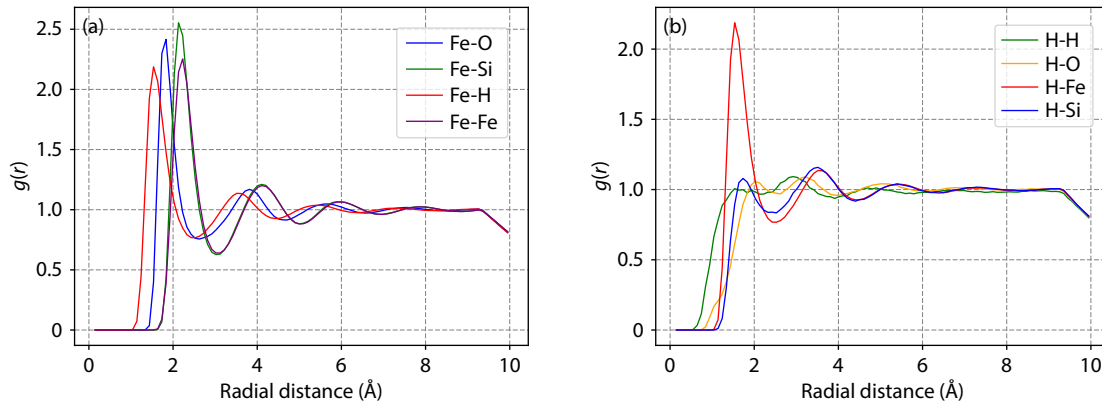 (a)
Fe-O
Fe-Si
Fe-H
Fe-Fe
2.5
2.0
1.5
1.0
0.5
0
g(r)
0 2 4 6 8 10
Radial distance (Å)
(b)
H-H
H-O
H-Fe
H-Si
2.0
1.5
1.0
0.5
0
g(r)
0 2 4 6 8 10
Radial distance (Å)